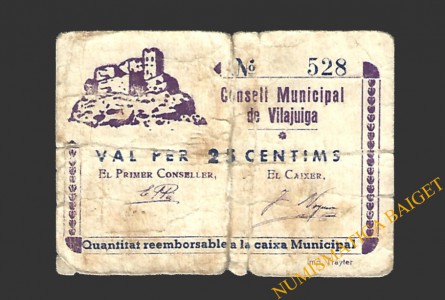 Nº 528
Consell Municipal
de Vilajuiga
VAL PER 25 CENTIMS
EL PRIMER CONSELLER, EL CAIXER,
Quantitat reemborsable a la caixa Municipal
NUMISMATICA BAIGET